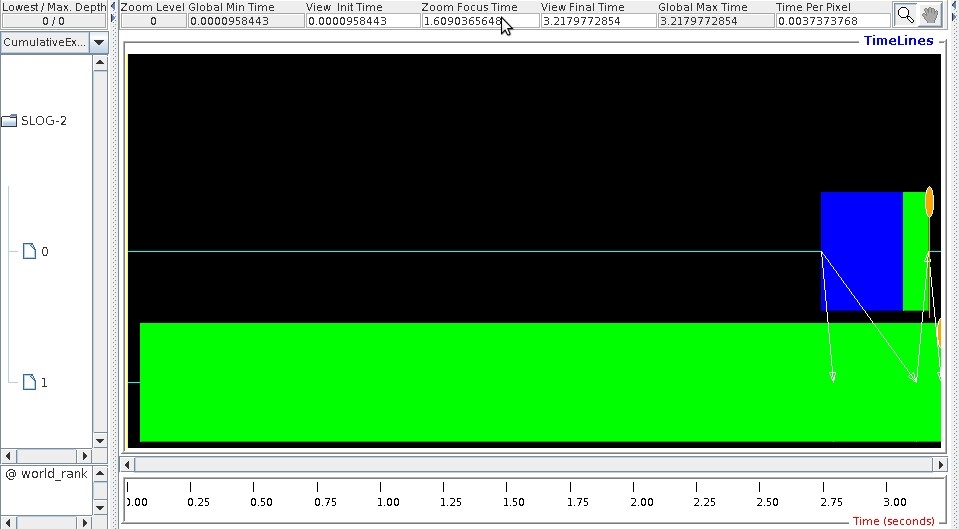 Lowest / Max. Depth
Zoom Level
Global Min Time
View Init Time
Zoom Focus Time
View Final Time
Global Max Time
Time Per Pixel
0 / 0
0
0.0000958443
0.0000958443
1.6090365648
3.2179772854
3.2179772854
0.0037373768
CumulativeEx...
TimeLines
SLOG-2
0
1
@ world_rank
0.00 0.25 0.50 0.75 1.00 1.25 1.50 1.75 2.00 2.25 2.50 2.75 3.00
Time (seconds)